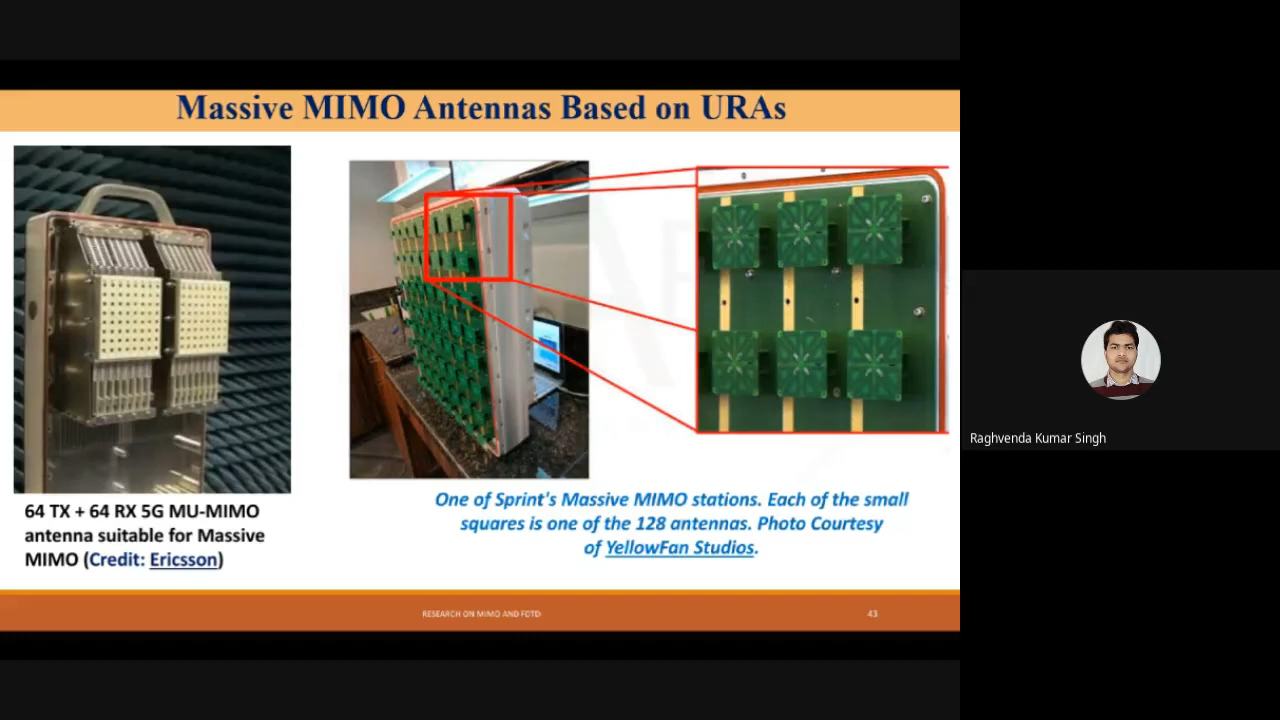 Massive MIMO Antennas Based on URAs
64 TX + 64 RX 5G MU-MIMO
antenna suitable for Massive
MIMO (Credit: Ericsson)
One of Sprint's Massive MIMO stations. Each of the small
squares is one of the 128 antennas. Photo Courtesy
of YellowFan Studios.
RESEARCH ON MIMO AND
43
Raghvenda Kumar Singh